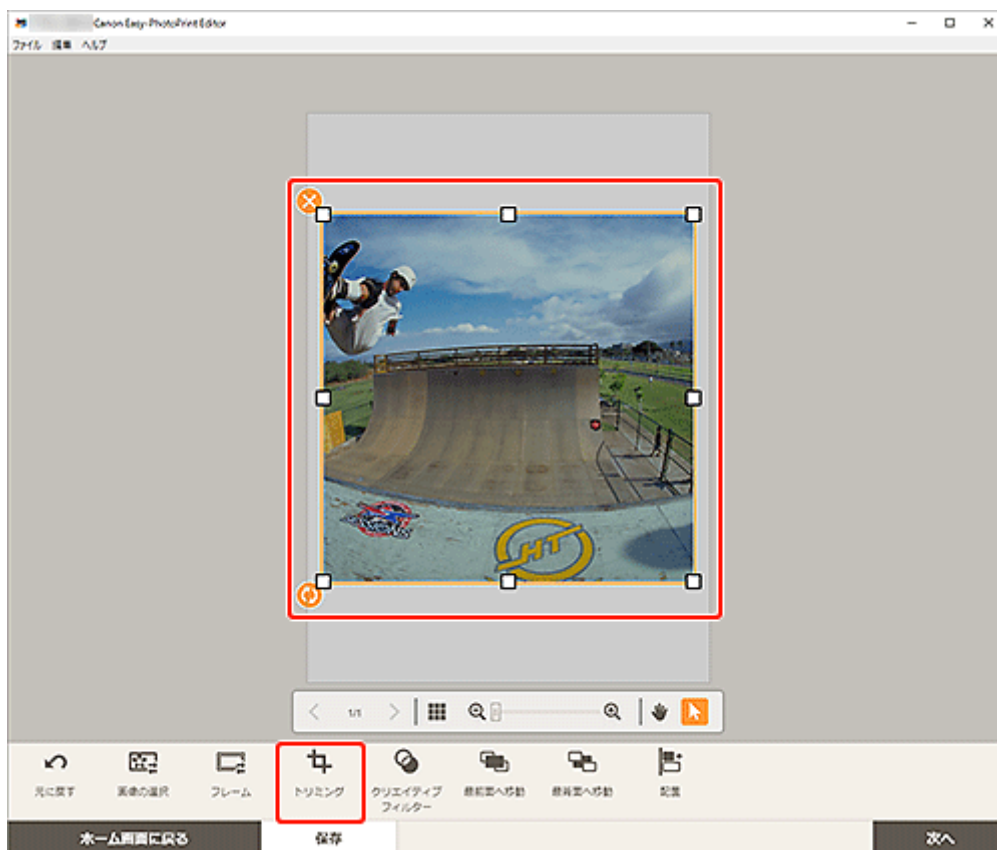 Canon Easy-PhotoPrint Editor
ファイル 編集 ヘルプ
HT
1/1
元に戻す 画像の選択 フレーム トリミング クリエイティブ 最前面へ移動 最背面へ移動 配置
フィルター
ホーム画面に戻る 保存 次へ